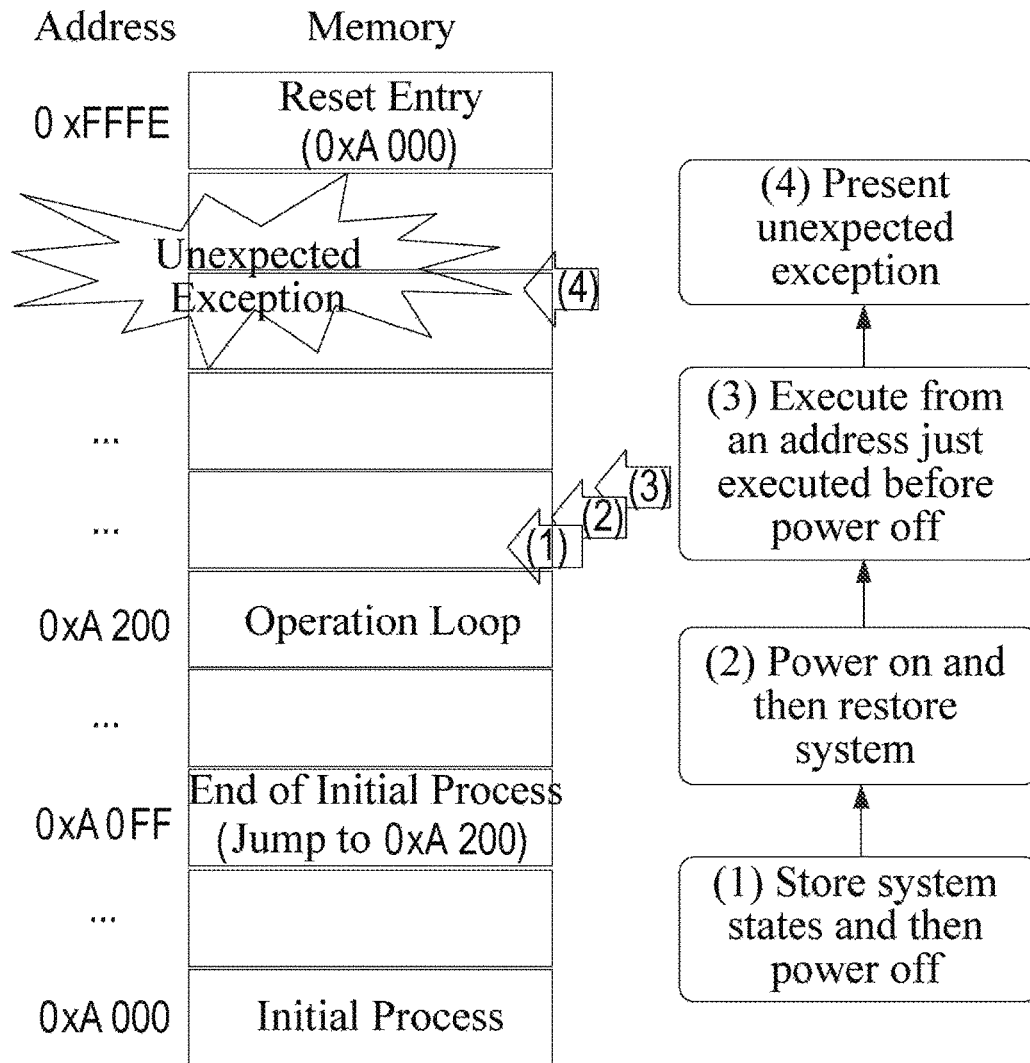 Address Memory
0 xFFFE
Reset Entry
(0xA 000)
Unexpected
Exception
(4)
...
...
(3)
(2)
(1)
0xA 200
Operation Loop
...
0xA 0FF
End of Initial Process
(Jump to 0xA 200)
...
0xA 000
Initial Process
(4) Present
unexpected
exception
(3) Execute from
an address just
executed before
power off
(2) Power on and
then restore
system
(1) Store system
states and then
power off